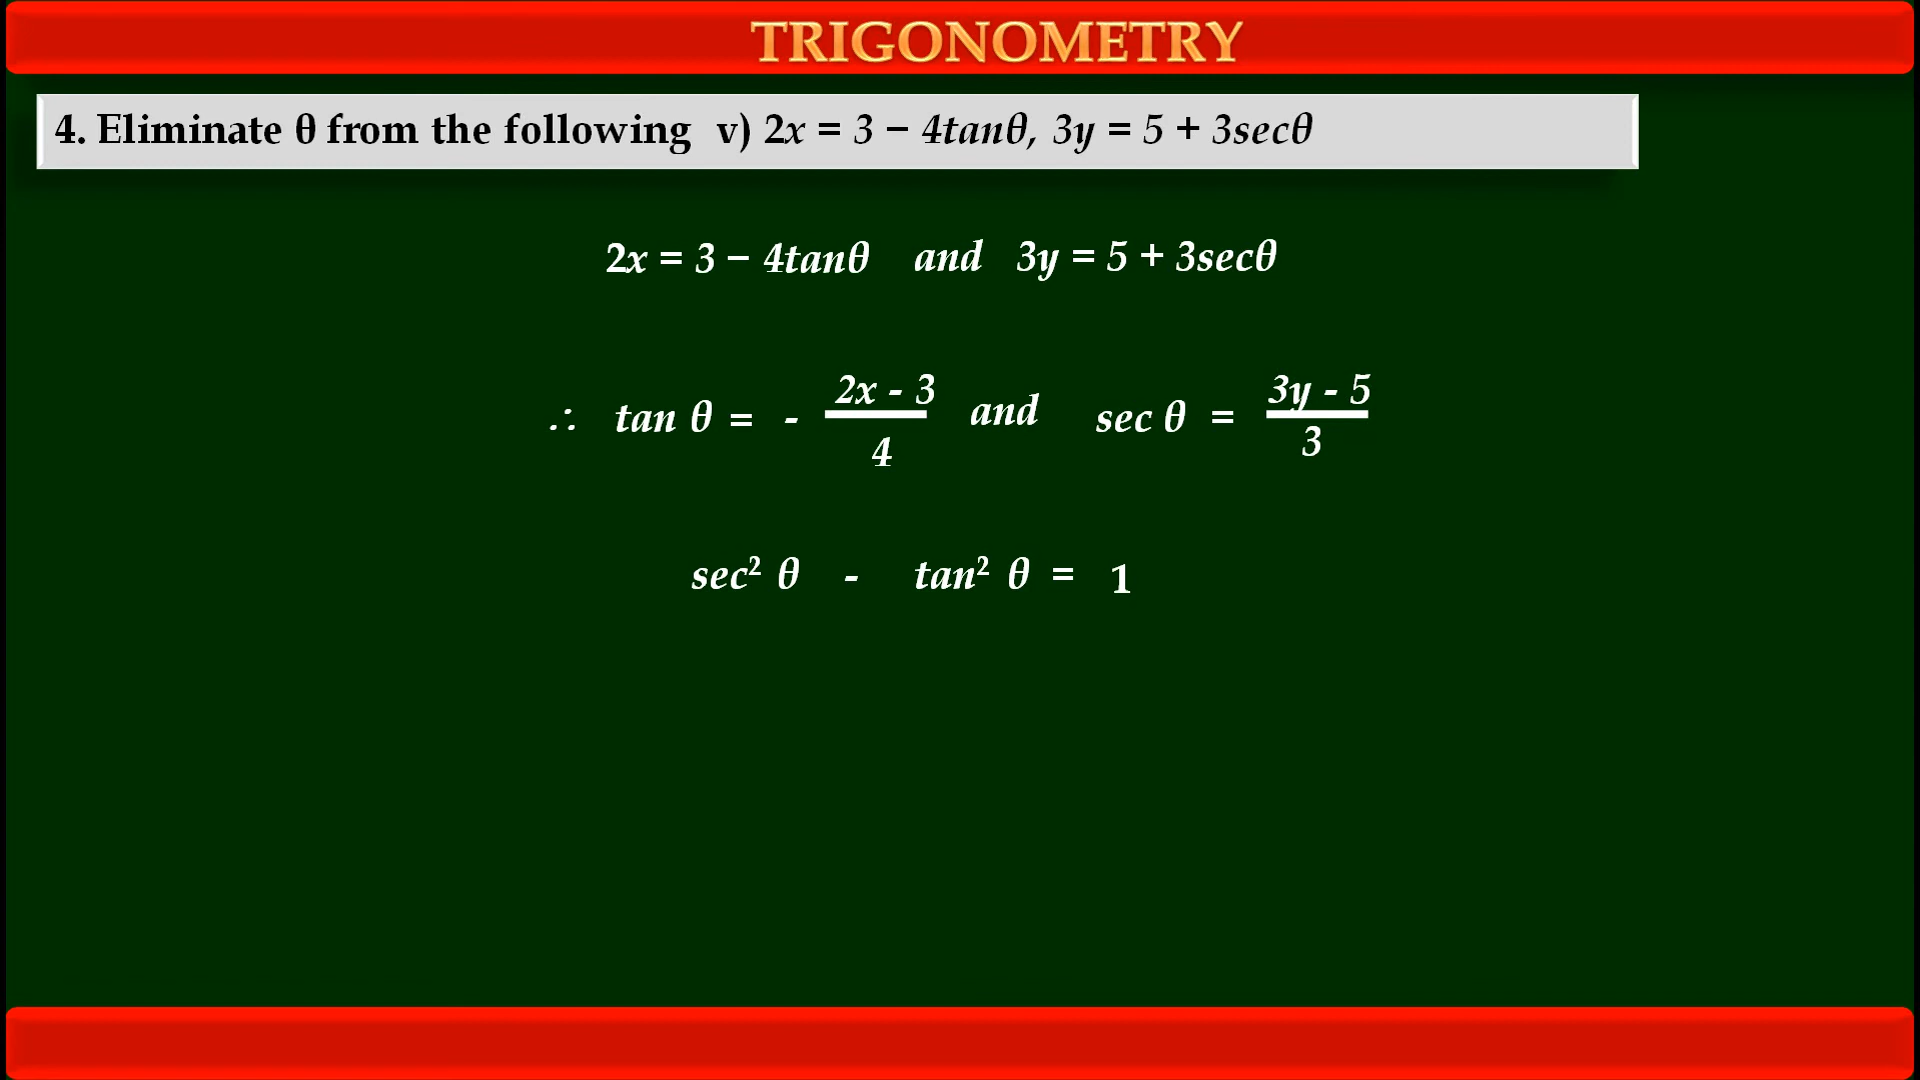 TRIGONOMETRY
4. Eliminate θ from the following v) 2x = 3 − 4tanθ, 3y = 5 + 3secθ
2x = 3 − 4tanθ and 3y = 5 + 3secθ
∴ tan θ = - (2x - 3)/4 and sec θ = (3y - 5)/3
sec² θ - tan² θ = 1